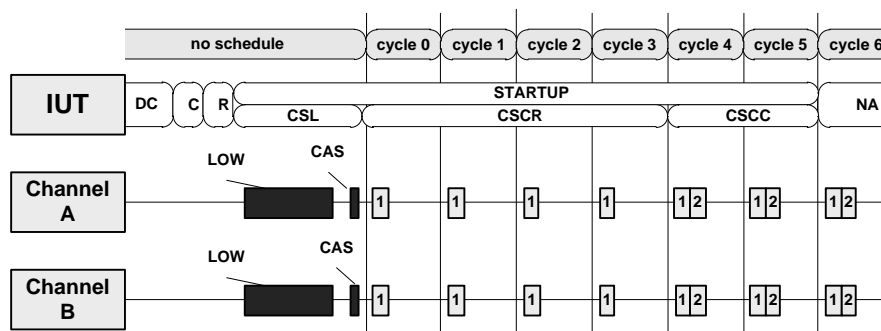 no schedule cycle 0 cycle 1 cycle 2 cycle 3 cycle 4 cycle 5 cycle 6
IUT
STARTUP
DC C R NA
CSL CSCR CSCC
LOW CAS
Channel A
1 1 1 1 1 2 1 2 1 2
LOW CAS
Channel B
1 1 1 1 1 2 1 2 1 2